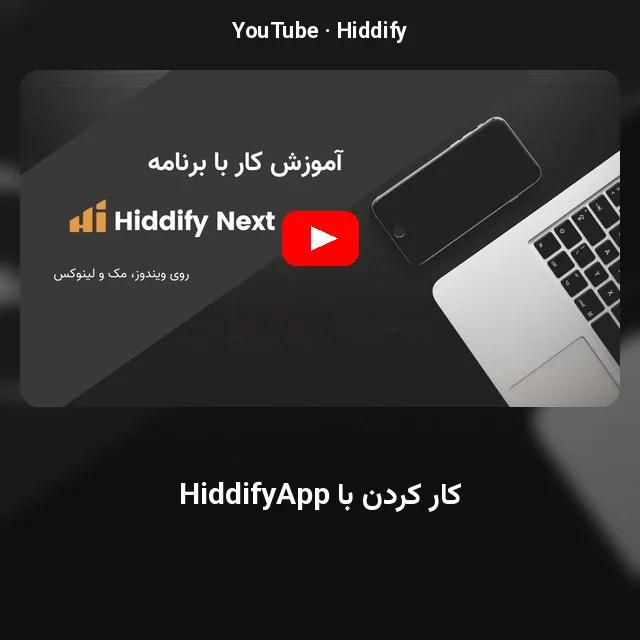 YouTube · Hiddify
آموزش کار با برنامه
Hiddify Next
روی ویندوز، مک و لینوکس
کار کردن با HiddifyApp